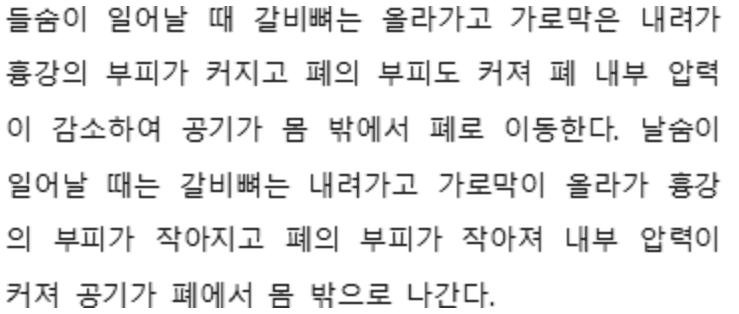 들숨이 일어날 때 갈비뼈는 올라가고 가로막은 내려가
흉강의 부피가 커지고 폐의 부피도 커져 폐 내부 압력
이 감소하여 공기가 몸 밖에서 폐로 이동한다. 날숨이
일어날 때는 갈비뼈는 내려가고 가로막이 올라가 흉강
의 부피가 작아지고 폐의 부피가 작아져 내부 압력이
커져 공기가 폐에서 몸 밖으로 나간다.